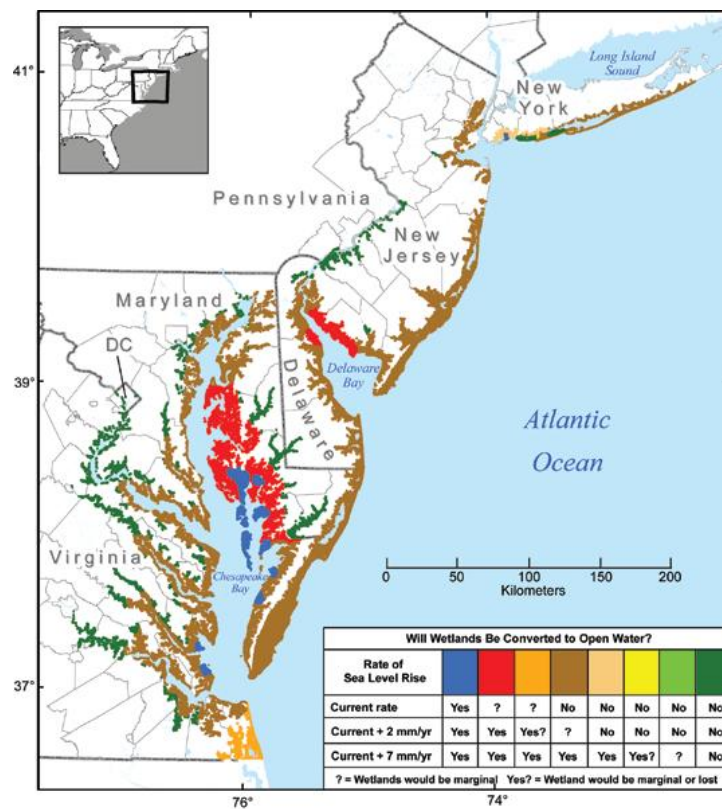 41°
Long Island
Sound
New
York
Pennsylvania
New
Jersey
Maryland
DC
39°
Delaware
Delaware
Bay
Atlantic
Ocean
Virginia
Chesapeake
Bay
0 50 100 150 200
Kilometers
37°
76°
74°
Will Wetlands Be Converted to Open Water?
Rate of
Sea Level Rise
Current rate Yes ? ? No No No No No
Current + 2 mm/yr Yes Yes Yes? ? No No No No
Current + 7 mm/yr Yes Yes Yes Yes Yes Yes? ? No
? = Wetlands would be marginal Yes? = Wetland would be marginal or lost